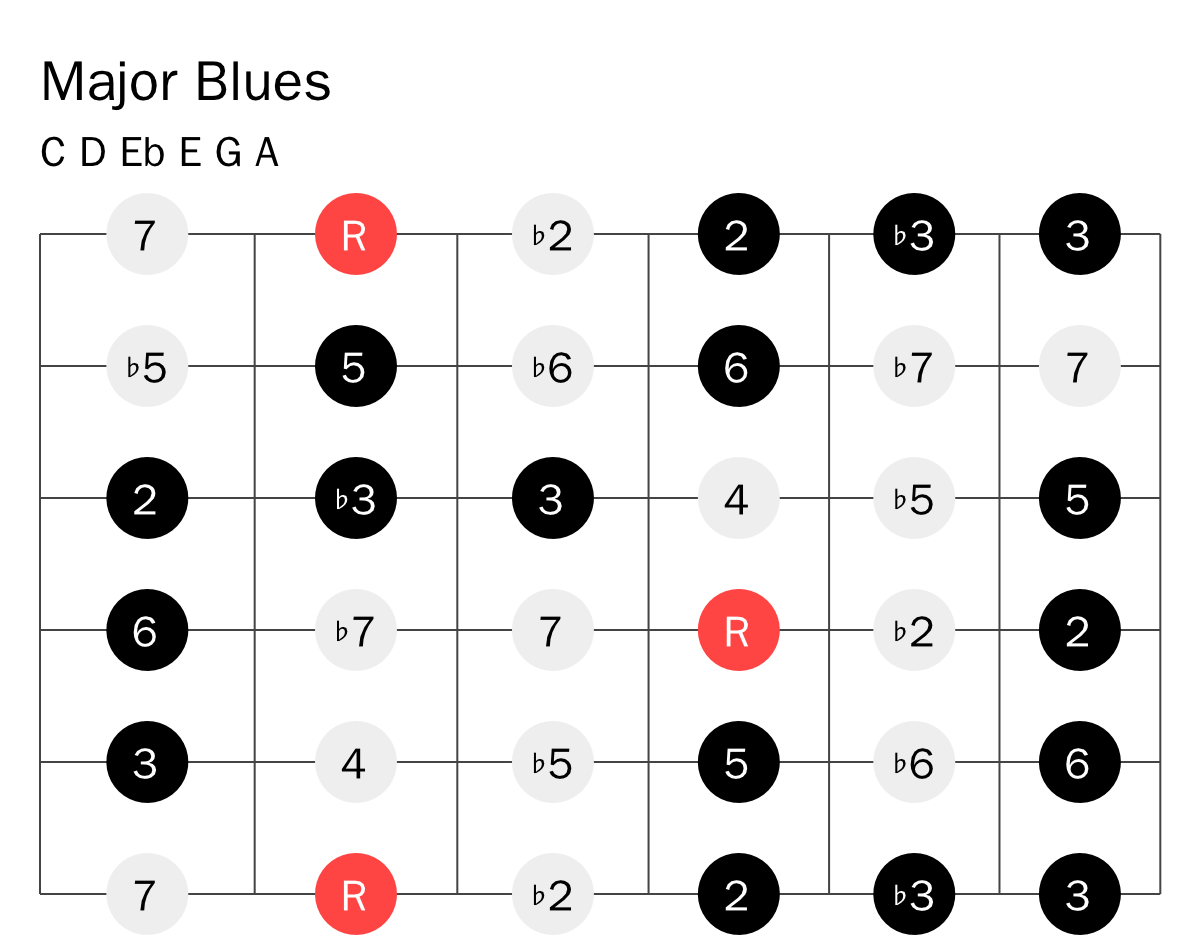 Major Blues
C D Eb E G A
7 R ♭2 2 ♭3 3
♭5 5 ♭6 6 ♭7 7
2 ♭3 3 4 ♭5 5
6 ♭7 7 R ♭2 2
3 4 ♭5 5 ♭6 6
7 R ♭2 2 ♭3 3